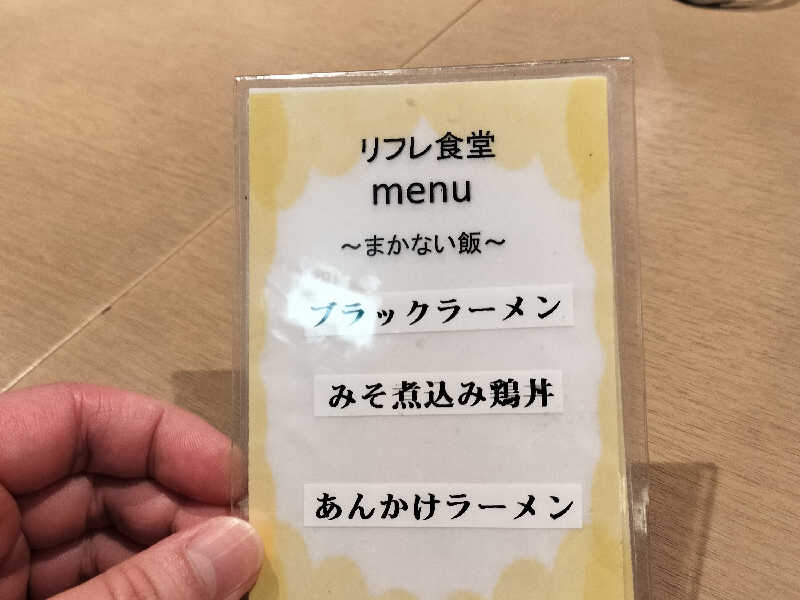 リフレ食堂
menu
～まかない飯～
ブラックラーメン
みそ煮込み鶏丼
あんかけラーメン